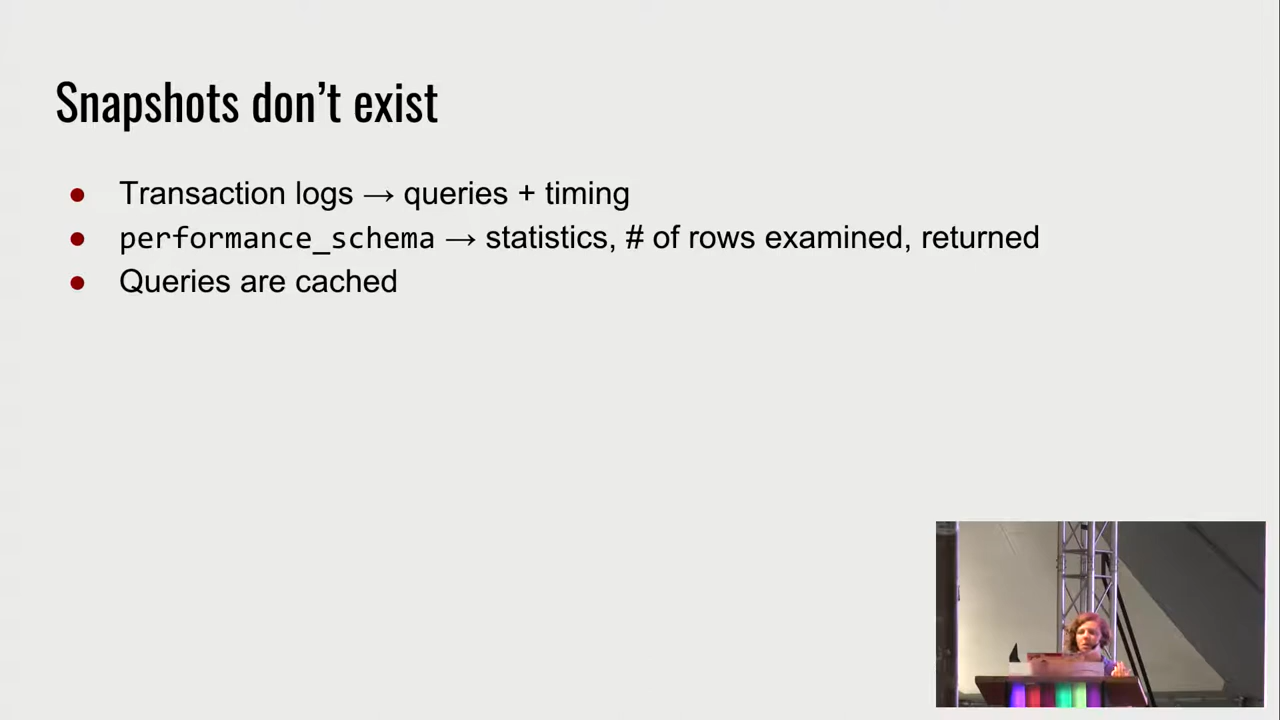 Snapshots don’t exist
● Transaction logs → queries + timing
● performance_schema → statistics, # of rows examined, returned
● Queries are cached